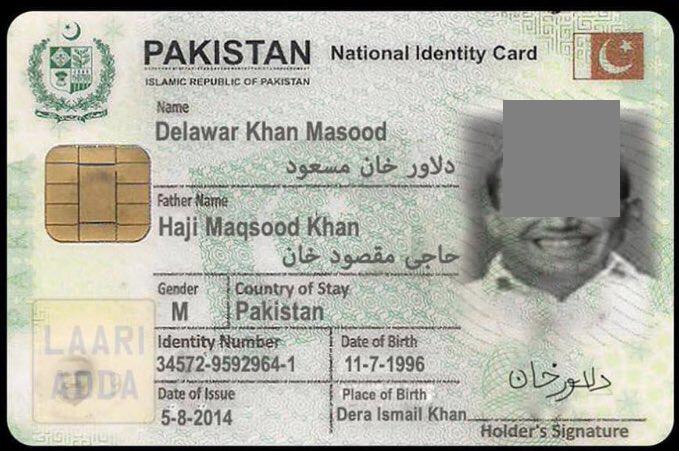 PAKISTAN National Identity Card
ISLAMIC REPUBLIC OF PAKISTAN
Name
Delawar Khan Masood
دلاور خان مسعود
Father Name
Haji Maqsood Khan
حاجی مقصود خان
Gender
M
Country of Stay
Pakistan
Identity Number
34572-9592964-1
Date of Birth
11-7-1996
Date of Issue
5-8-2014
Place of Birth
Dera Ismail Khan
LAARI
ADDA
دلاور خان
Holder's Signature